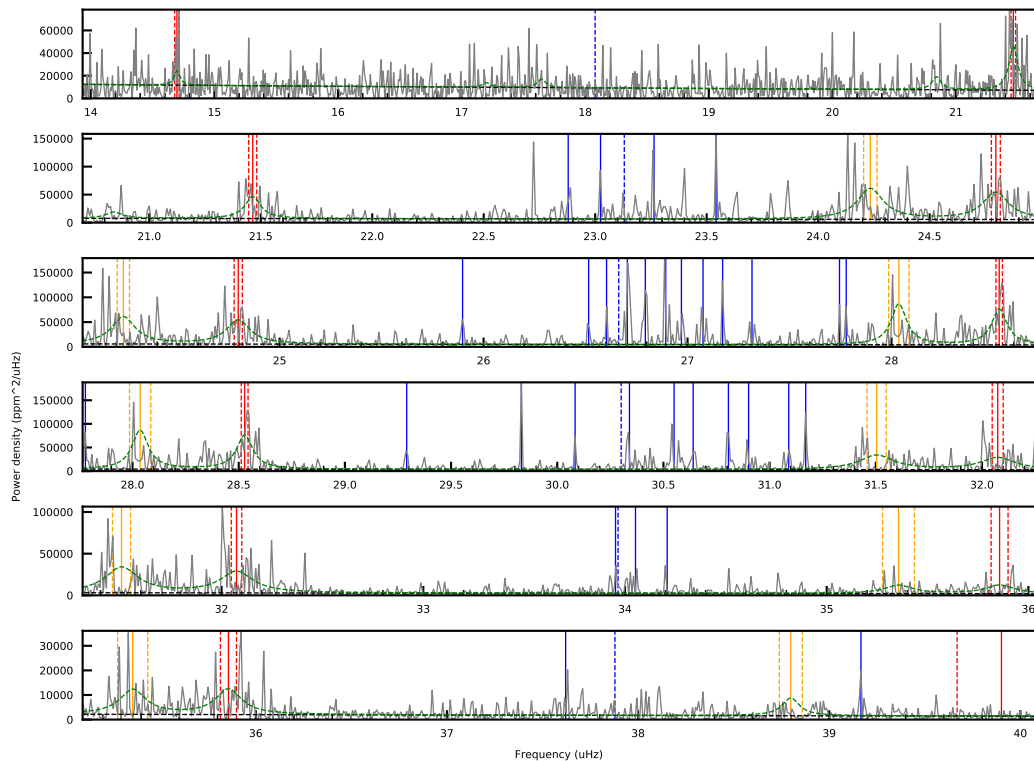 60000
40000
20000
0
14 15 16 17 18 19 20 21
150000
100000
50000
0
21.0 21.5 22.0 22.5 23.0 23.5 24.0 24.5
150000
100000
50000
0
25 26 27 28
150000
100000
50000
0
28.0 28.5 29.0 29.5 30.0 30.5 31.0 31.5 32.0
Power density (ppm^2/uHz)
100000
50000
0
32 33 34 35 36
30000
20000
10000
0
36 37 38 39 40
Frequency (uHz)